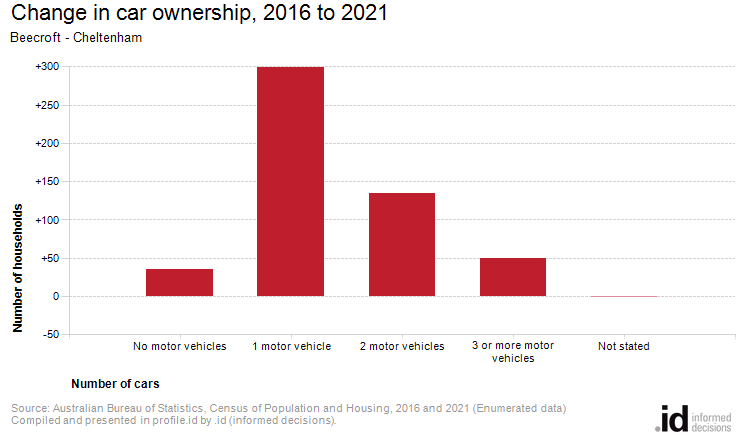 Change in car ownership, 2016 to 2021
Beecroft - Cheltenham
+300
+250
+200
+150
+100
+50
0
-50
Number of households
No motor vehicles
1 motor vehicle
2 motor vehicles
3 or more motor
vehicles
Not stated
Number of cars
Source: Australian Bureau of Statistics, Census of Population and Housing, 2016 and 2021 (Enumerated data)
Compiled and presented in profile.id by .id (informed decisions).
.id informed
decisions